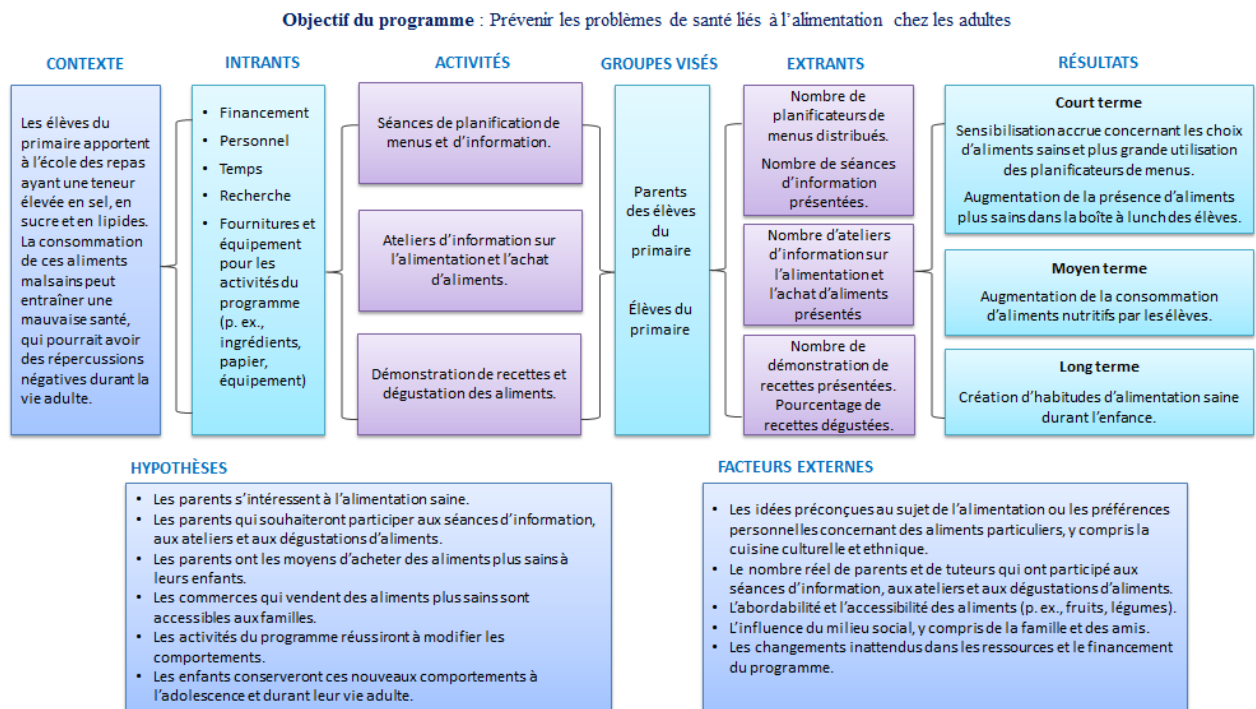 Objectif du programme : Prévenir les problèmes de santé liés à l'alimentation chez les adultes
CONTEXTE
Les élèves du
primaire apportent
à l'école des repas
ayant une teneur
élevée en sel, en
sucre et en lipides.
La consommation
de ces aliments
malsains peut
entraîner une
mauvaise santé,
qui pourrait avoir
des répercussions
négatives durant la
vie adulte.
INTRANTS
• Financement
• Personnel
• Temps
• Recherche
• Fournitures et
équipement
pour les
activités du
programme
(p. ex.,
ingrédients,
papier,
équipement)
ACTIVITÉS
Séances de planification de
menus et d'information.
Ateliers d'information sur
l'alimentation et l'achat
d'aliments.
Démonstration de recettes et
dégustation des aliments.
GROUPES VISÉS
Parents
des élèves
du
primaire
Élèves du
primaire
EXTRANTS
Nombre de
planificateurs de
menus distribués.
Nombre de séances
d'information
présentées.
Nombre d'ateliers
d'information sur
l'alimentation et
l'achat d'aliments
présentés
Nombre de
démonstration de
recettes présentées.
Pourcentage de
recettes dégustées.
RÉSULTATS
Court terme
Sensibilisation accrue concernant les choix
d'aliments sains et plus grande utilisation
des planificateurs de menus.
Augmentation de la présence d'aliments
plus sains dans la boîte à lunch des élèves.
Moyen terme
Augmentation de la consommation
d'aliments nutritifs par les élèves.
Long terme
Création d'habitudes d'alimentation saine
durant l'enfance.
HYPOTHÈSES
• Les parents s'intéressent à l'alimentation saine.
• Les parents qui souhaiteront participer aux séances d'information,
aux ateliers et aux dégustations d'aliments.
• Les parents ont les moyens d'acheter des aliments plus sains à
leurs enfants.
• Les commerces qui vendent des aliments plus sains sont
accessibles aux familles.
• Les activités du programme réussiront à modifier les
comportements.
• Les enfants conserveront ces nouveaux comportements à
l'adolescence et durant leur vie adulte.
FACTEURS EXTERNES
• Les idées préconçues au sujet de l'alimentation ou les préférences
personnelles concernant des aliments particuliers, y compris la
cuisine culturelle et ethnique.
• Le nombre réel de parents et de tuteurs qui ont participé aux
séances d'information, aux ateliers et aux dégustations d'aliments.
• L'abordabilité et l'accessibilité des aliments (p. ex., fruits, légumes).
• L'influence du milieu social, y compris de la famille et des amis.
• Les changements inattendus dans les ressources et le financement
du programme.